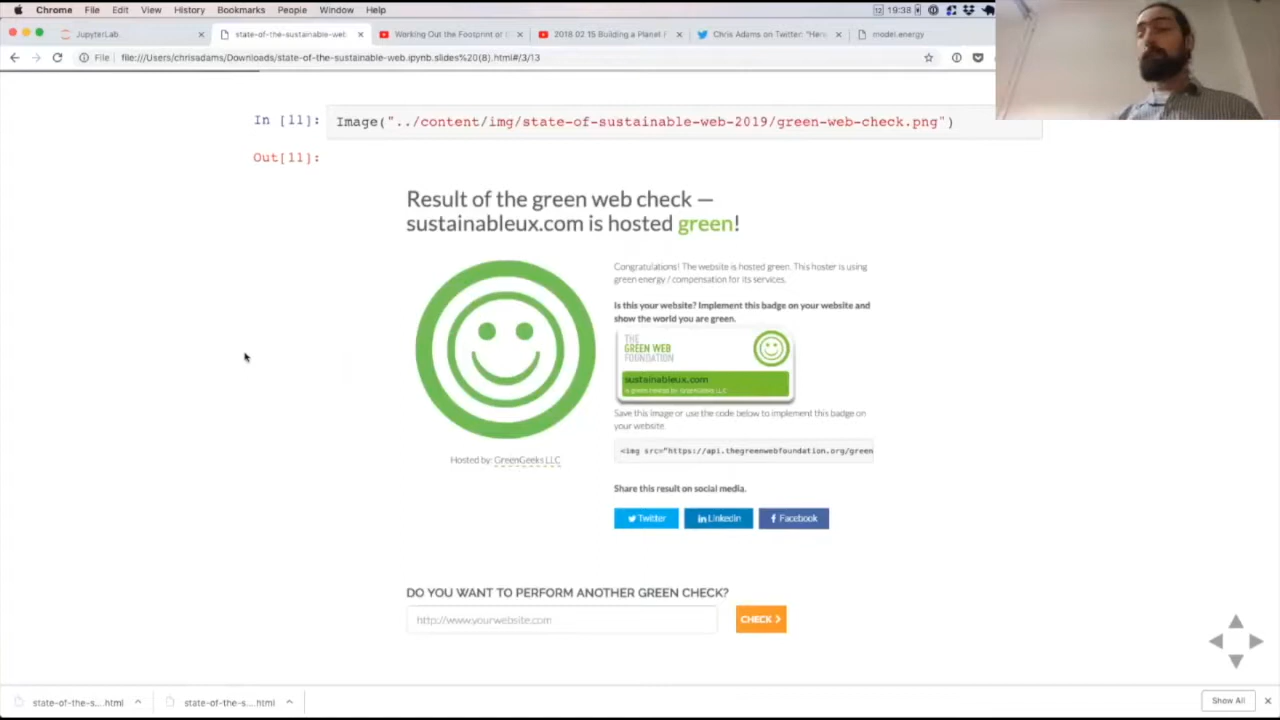 Chrome File Edit View History Bookmarks People Window Help 19:38
JupyterLab state-of-the-sustainable-web Working Out the Footprint of 2018 02 15 Building a Planet F Chris Adams on Twitter: "Here model.energy
File file:///Users/chrisadams/Downloads/state-of-the-sustainable-web.ipynb.slides%20(8).html#/3/13
In [11]: Image("../content/img/state-of-sustainable-web-2019/green-web-check.png")
Out[11]:
Result of the green web check —
sustainableux.com is hosted green!
Congratulations! The website is hosted green. This hoster is using
green energy / compensation for its services.
Is this your website? Implement this badge on your website and
show the world you are green.
THE
GREEN WEB
FOUNDATION
sustainableux.com
is green hosted by GreenGeeks LLC
Save this image or use the code below to implement this badge on
your website.
<img src="https://api.thegreenwebfoundation.org/green
Hosted by: GreenGeeks LLC
Share this result on social media.
Twitter LinkedIn Facebook
DO YOU WANT TO PERFORM ANOTHER GREEN CHECK?
http://www.yourwebsite.com CHECK >
state-of-the-s....html state-of-the-s....html Show All